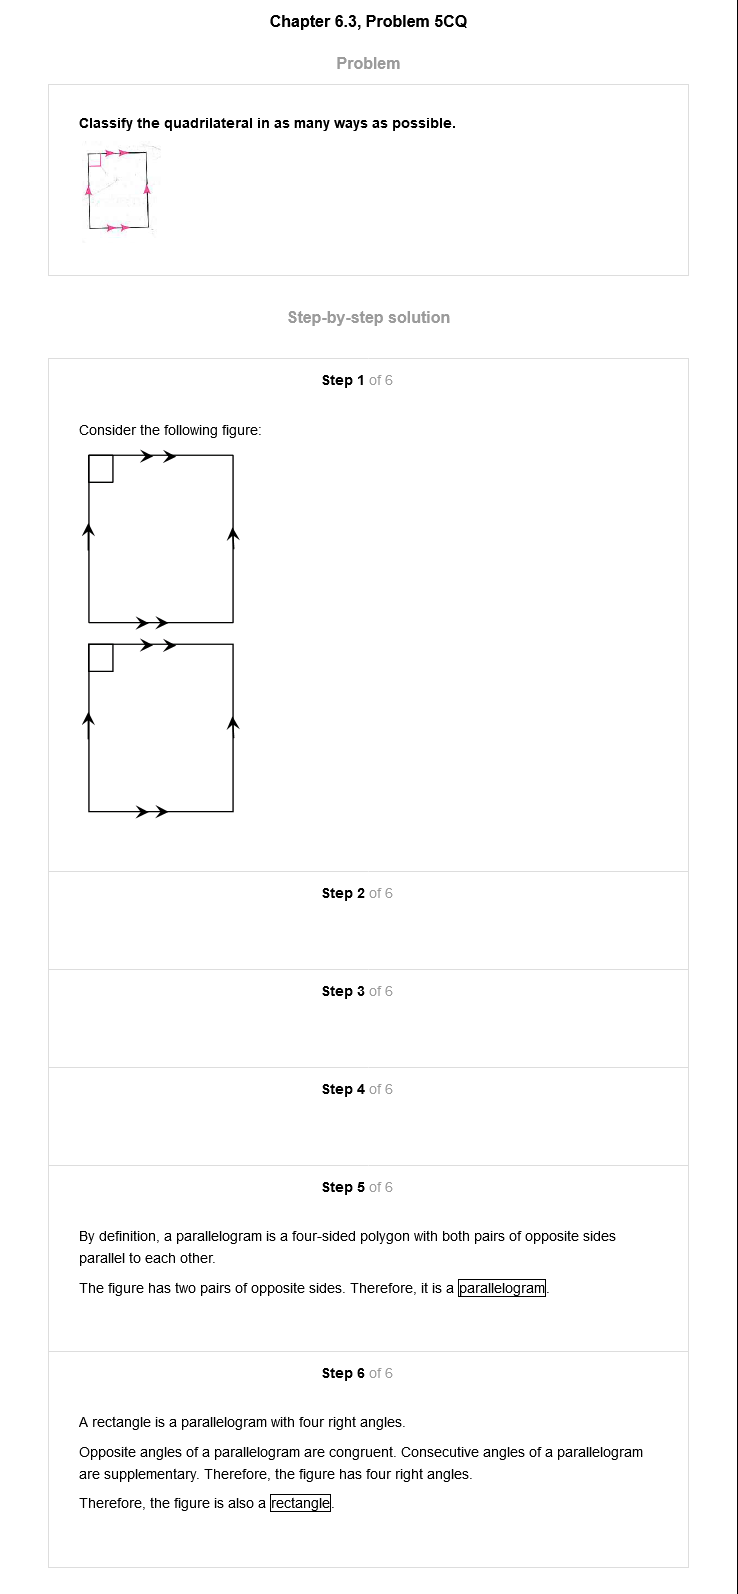 Chapter 6.3, Problem 5CQ
Problem
Classify the quadrilateral in as many ways as possible.
Step-by-step solution
Step 1 of 6
Consider the following figure:
Step 2 of 6
Step 3 of 6
Step 4 of 6
Step 5 of 6
By definition, a parallelogram is a four-sided polygon with both pairs of opposite sides
parallel to each other.
The figure has two pairs of opposite sides. Therefore, it is a parallelogram.
Step 6 of 6
A rectangle is a parallelogram with four right angles.
Opposite angles of a parallelogram are congruent. Consecutive angles of a parallelogram
are supplementary. Therefore, the figure has four right angles.
Therefore, the figure is also a rectangle.